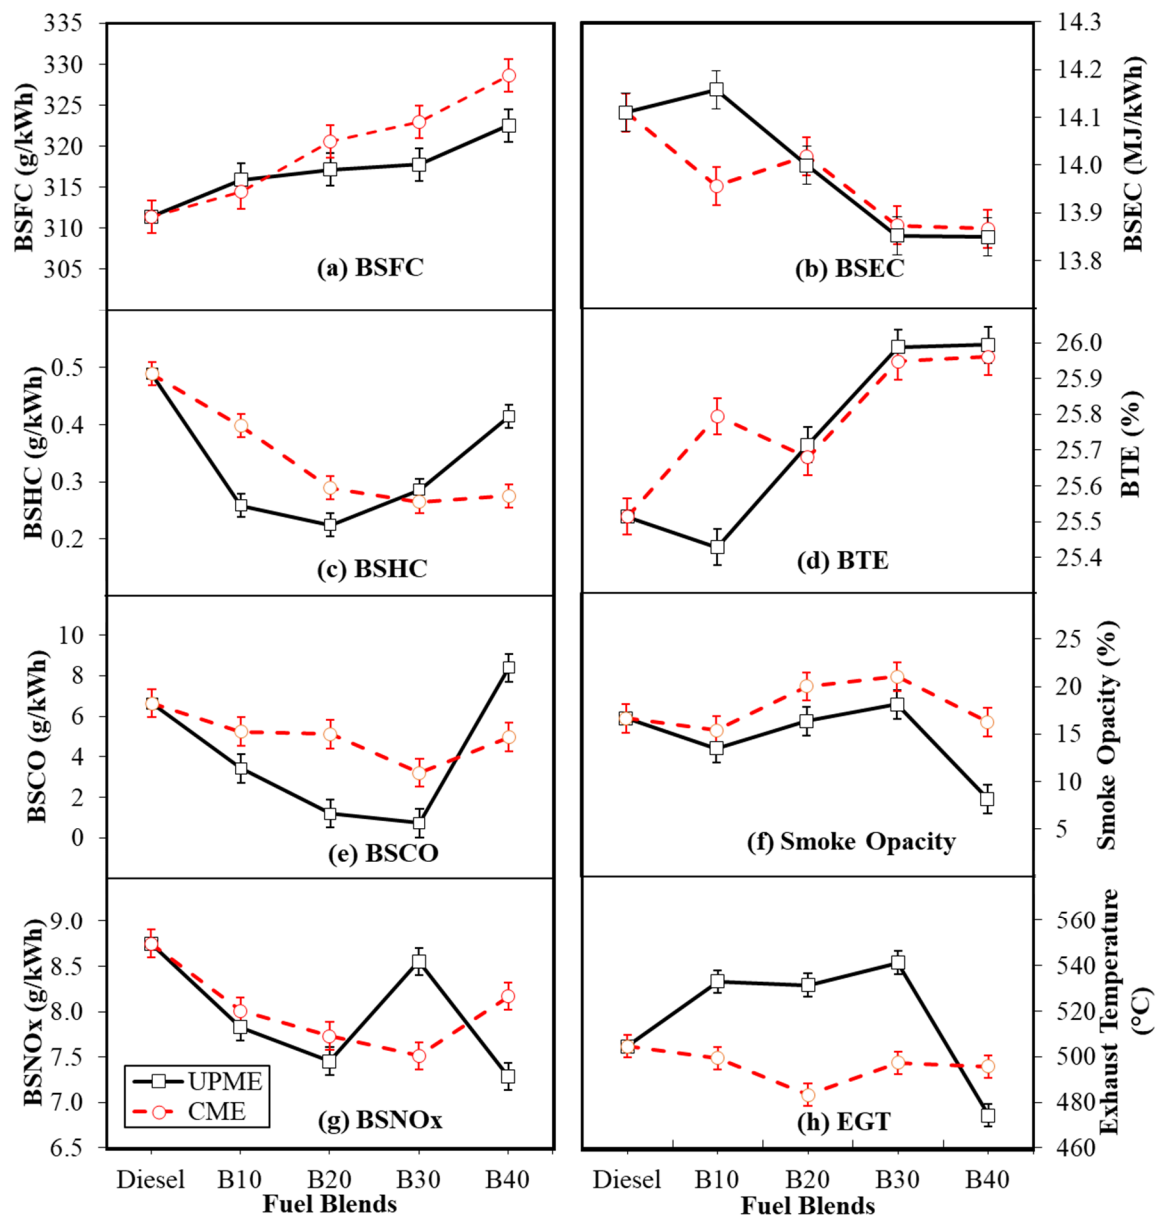 335
330
325
320
315
310
305
BSFC (g/kWh)
(a) BSFC
14.3
14.2
14.1
14.0
13.9
13.8
BSEC (MJ/kWh)
(b) BSEC
0.5
0.4
0.3
0.2
BSHC (g/kWh)
(c) BSHC
26.0
25.9
25.8
25.7
25.6
25.5
25.4
BTE (%)
(d) BTE
10
8
6
4
2
0
BSCO (g/kWh)
(e) BSCO
25
20
15
10
5
Smoke Opacity (%)
(f) Smoke Opacity
9.0
8.5
8.0
7.5
7.0
6.5
BSNOx (g/kWh)
UPME
CME
(g) BSNOx
560
540
520
500
480
460
Exhaust Temperature
(°C)
(h) EGT
Diesel B10 B20 B30 B40
Fuel Blends
Diesel B10 B20 B30 B40
Fuel Blends